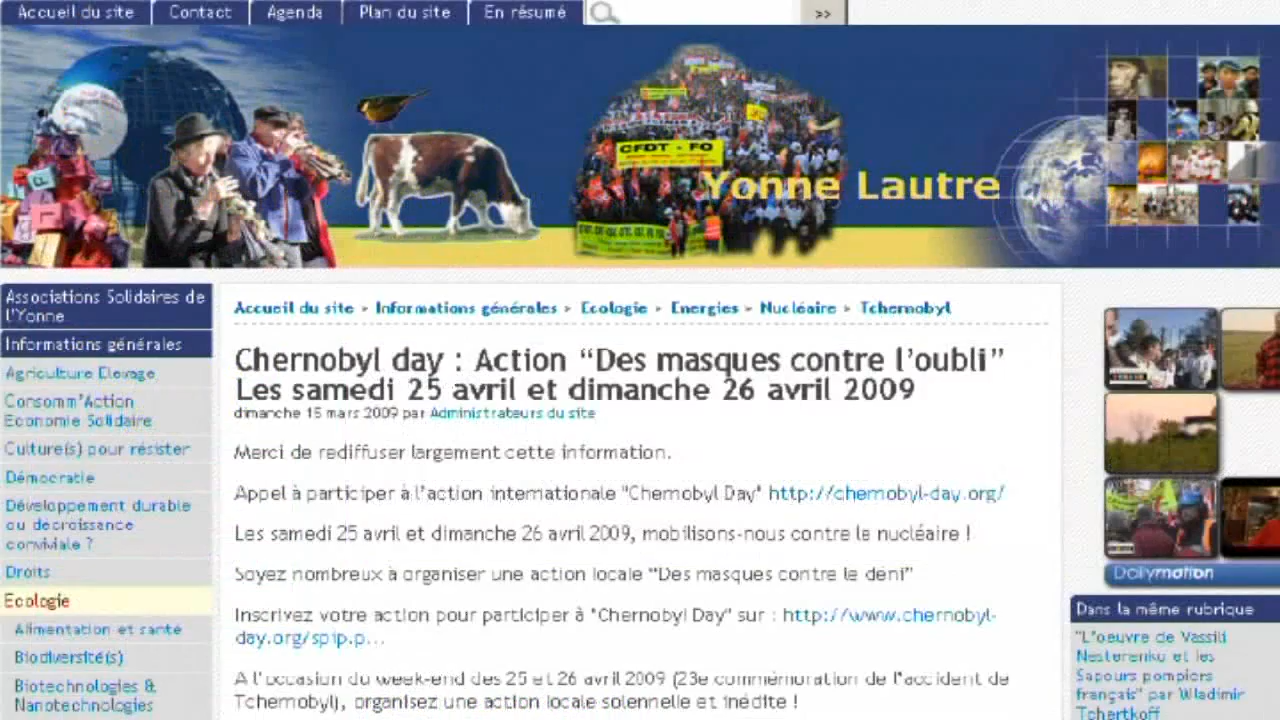 Accueil du site
Contact
Agenda
Plan du site
En résumé
>>
CFDT - FO
Yonne Lautre
Associations Solidaires de
l'Yonne
Informations générales
Agriculture Elevage
Consomm'Action
Economie Solidaire
Culture(s) pour résister
Démocratie
Développement durable
ou décroissance
conviviale ?
Droits
Ecologie
Alimentation et santé
Biodiversité(s)
Biotechnologies &
Nanotechnologies
Accueil du site > Informations générales > Ecologie > Energies > Nucléaire > Tchernobyl
Chernobyl day : Action “Des masques contre l’oubli”
Les samedi 25 avril et dimanche 26 avril 2009
dimanche 15 mars 2009 par Administrateurs du site
Merci de rediffuser largement cette information.
Appel à participer à l’action internationale "Chernobyl Day" http://chernobyl-day.org/
Les samedi 25 avril et dimanche 26 avril 2009, mobilisons-nous contre le nucléaire !
Soyez nombreux à organiser une action locale “Des masques contre le déni”
Inscrivez votre action pour participer à "Chernobyl Day" sur : http://www.chernobyl-
day.org/spip.p...
A l’occasion du week-end des 25 et 26 avril 2009 (23e commémoration de l’accident de
Tchernobyl), organisez une action locale solennelle et inédite !
Dailymotion
Dans la même rubrique
"L’oeuvre de Vassili
Nesterenko et les
Sapeurs pompiers
français" par Wladimir
Tchertkoff